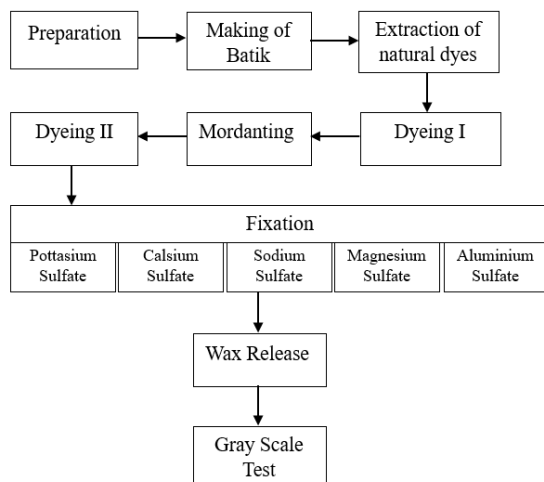 Preparation
Making of
Batik
Extraction of
natural dyes
Dyeing II
Mordanting
Dyeing I
Fixation
Pottasium
Sulfate
Calsium
Sulfate
Sodium
Sulfate
Magnesium
Sulfate
Aluminium
Sulfate
Wax Release
Gray Scale
Test